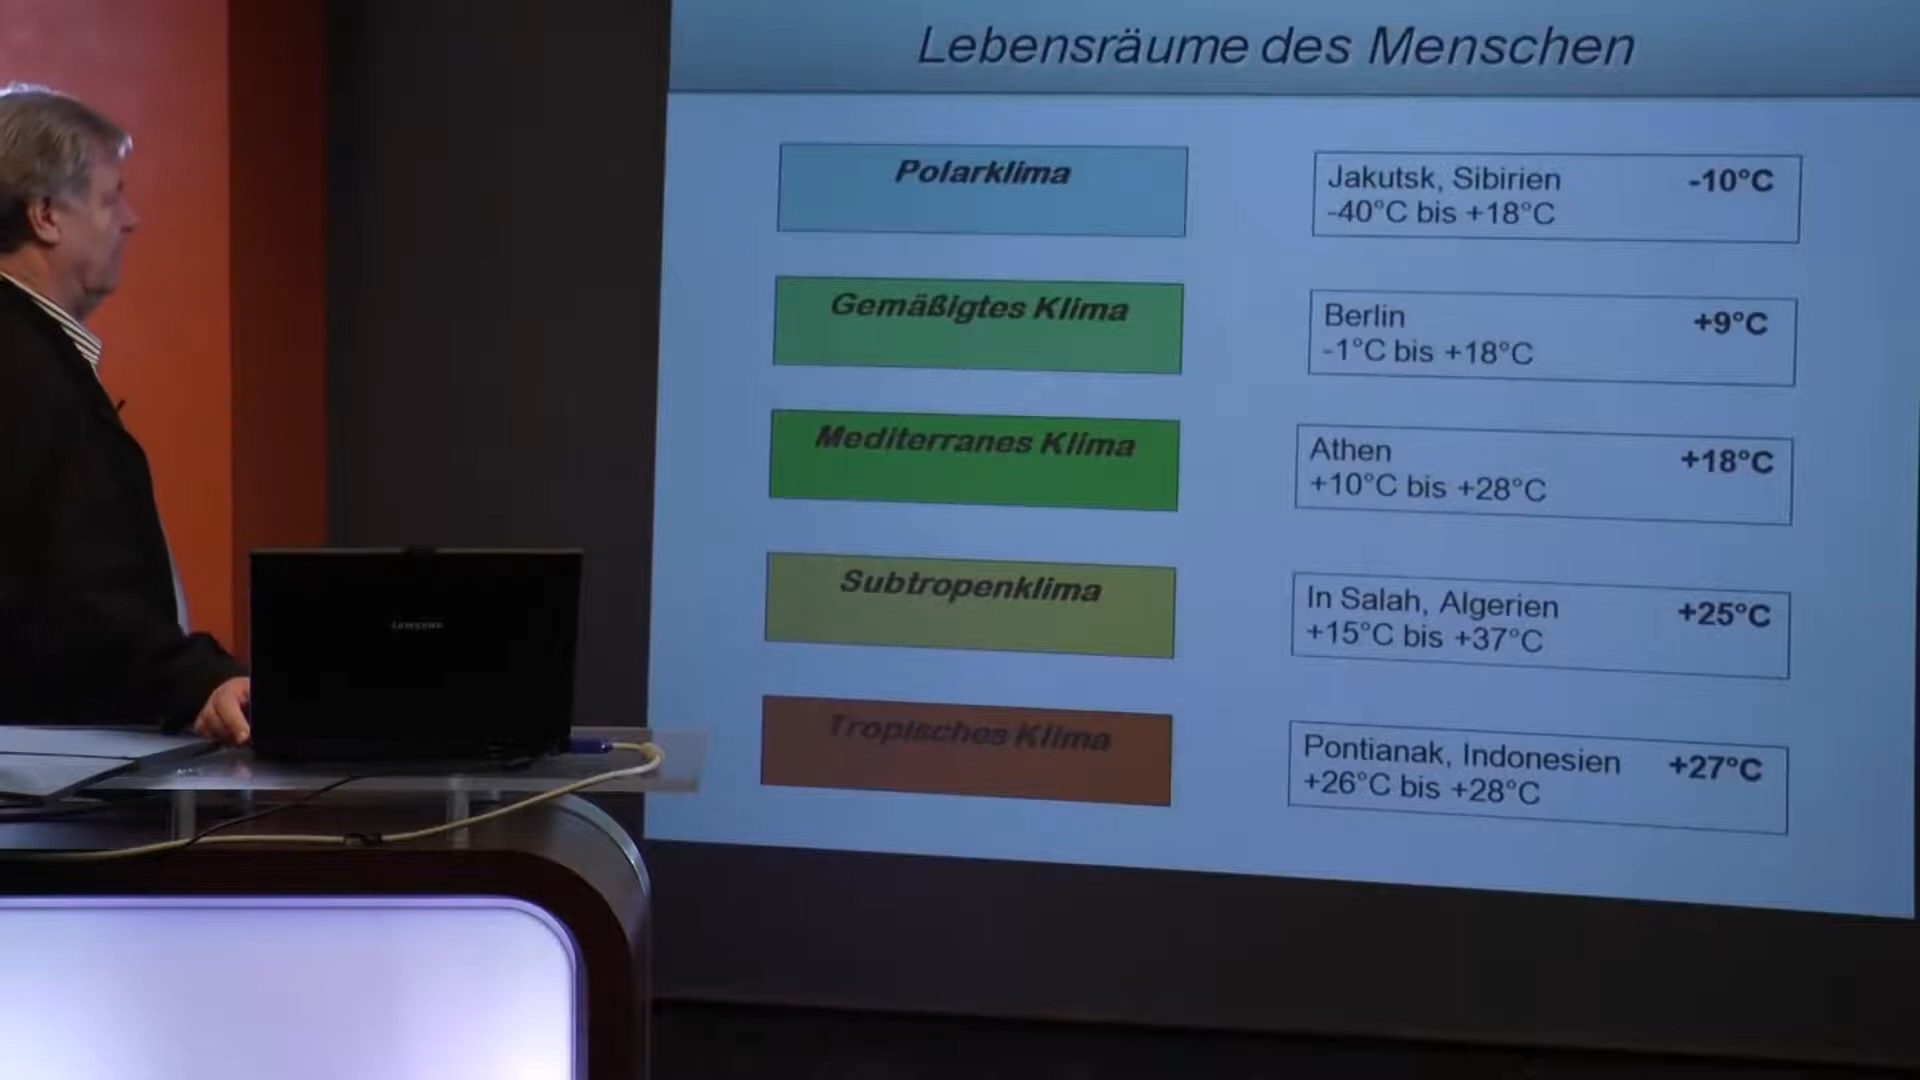 Lebensräume des Menschen
Polarklima
Jakutsk, Sibirien -10°C
-40°C bis +18°C
Gemäßigtes Klima
Berlin +9°C
-1°C bis +18°C
Mediterranes Klima
Athen +18°C
+10°C bis +28°C
Subtropenklima
In Salah, Algerien +25°C
+15°C bis +37°C
Tropisches Klima
Pontianak, Indonesien +27°C
+26°C bis +28°C